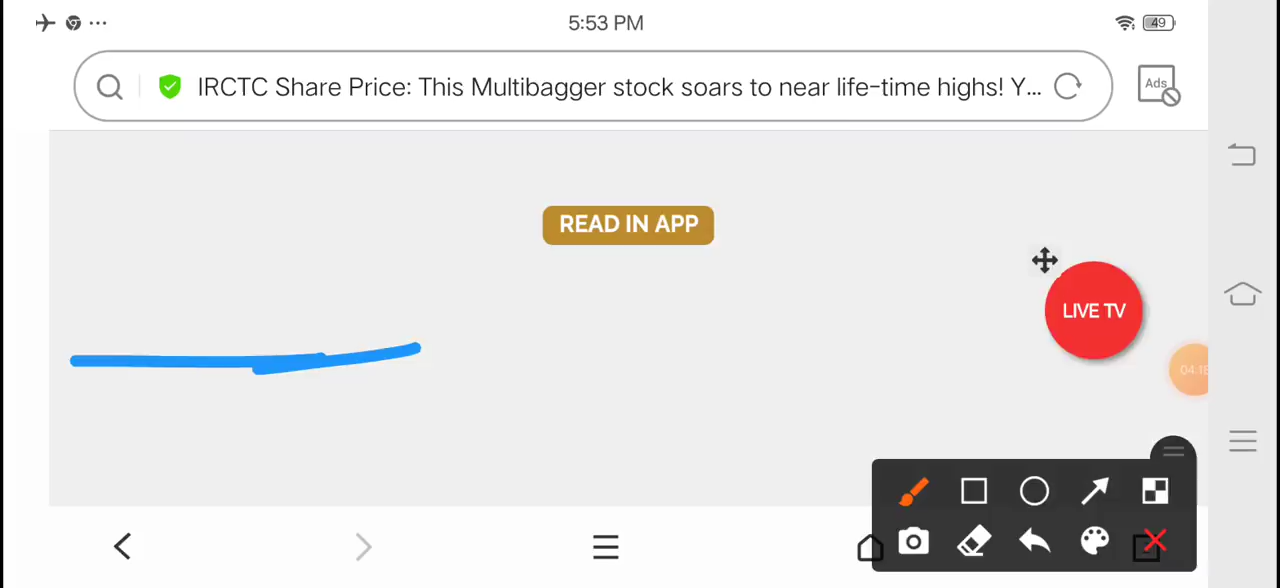 5:53 PM
49
IRCTC Share Price: This Multibagger stock soars to near life-time highs! Y...
Ads
READ IN APP
LIVE TV